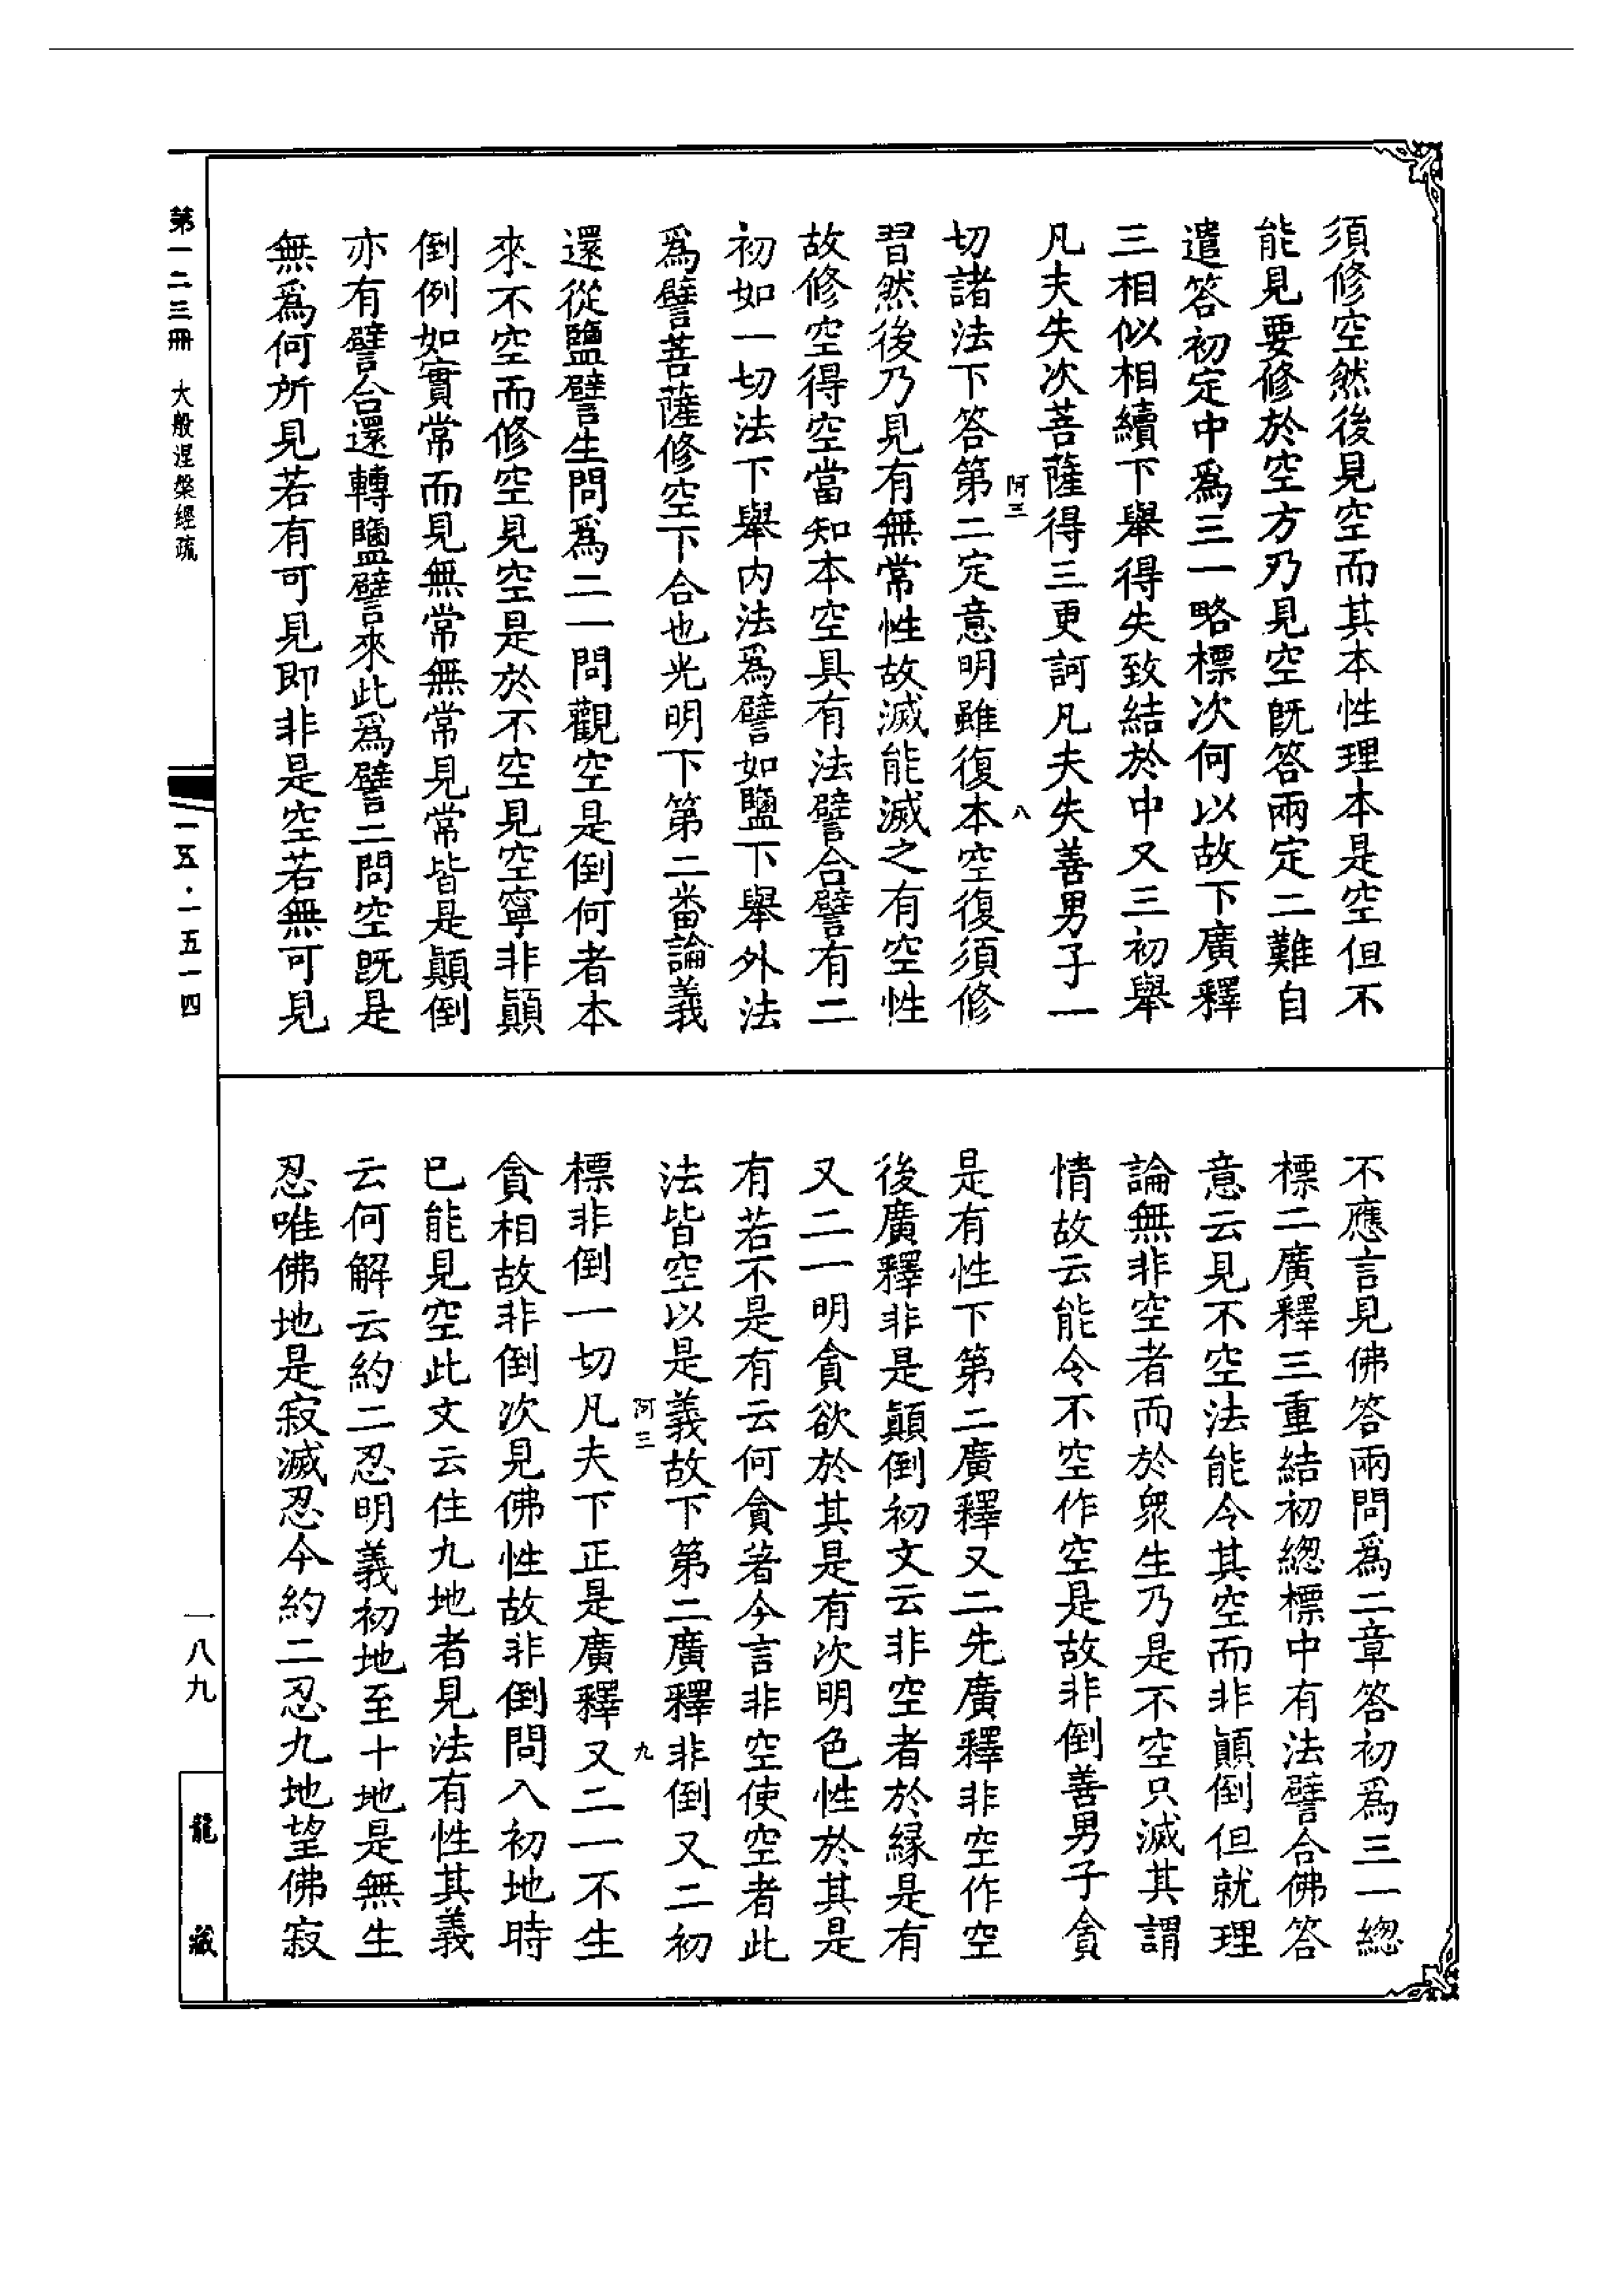 須修空然後見空而其本性理本是空但不
能見要修於空方乃見空旣答兩定二難自
遣答初定中爲三一略標次何以故下廣釋
三相似相續下舉得失致結於中又三初舉
凡夫失次菩薩得三更訶凡夫失善男子一
阿三 八
切諸法下答第二定意明雖復本空復須修
習然後乃見有無常性故滅能滅之有空性
故修空得空當知本空具有法譬合譬有二
初如一切法下舉內法爲譬如鹽下舉外法
爲譬菩薩修空下合也光明下第二番論義
還從鹽譬生問爲二一問觀空是倒何者本
來不空而修空見空是於不空見空寧非顚
倒例如實常而見無常無常見常皆是顚倒
亦有譬合還轉鹽譬來此爲譬二問空旣是
無爲何所見若有可見即非是空若無可見
不應言見佛答兩問爲二章答初爲三一總
標二廣釋三重結初總標中有法譬合佛答
意云見不空法能令其空而非顚倒但就理
論無非空者而於衆生乃是不空只滅其謂
情故云能令不空作空是故非倒善男子貪
是有性下第二廣釋又二先廣釋非空作空
後廣釋非是顚倒初文云非空者於緣是有
又二一明貪欲於其是有次明色性於其是
有若不是有云何貪著今言非空使空者此
法皆空以是義故下第二廣釋非倒又二初
阿三 九
標非倒一切凡夫下正是廣釋又二一不生
貪相故非倒次見佛性故非倒問入初地時
已能見空此文云住九地者見法有性其義
云何解云約二忍明義初地至十地是無生
忍唯佛地是寂滅忍今約二忍九地望佛寂
第一二三冊 大般涅槃經疏
一五·一五一四
一八九
龍藏